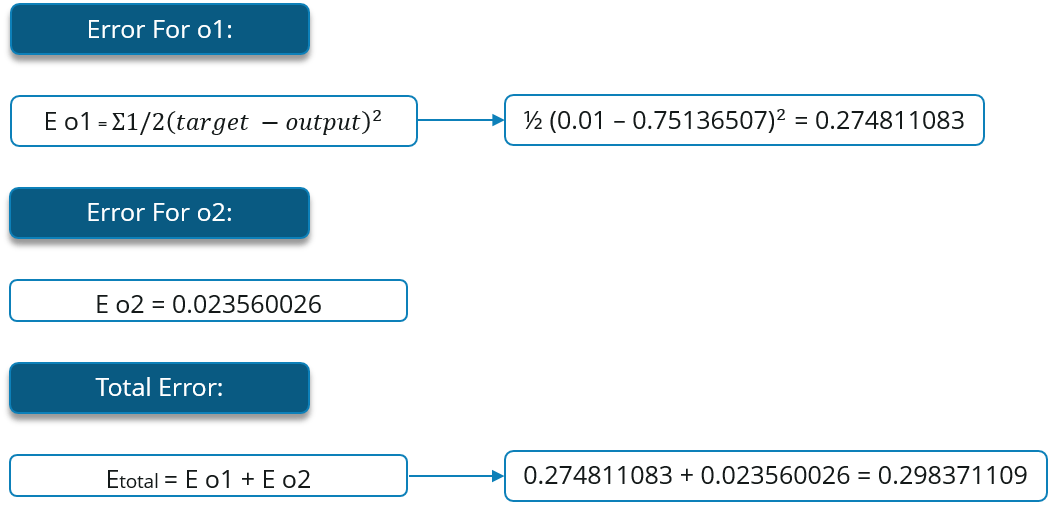 Error For o1:
E o1 = Σ1/2(target − output)²
½ (0.01 – 0.75136507)² = 0.274811083
Error For o2:
E o2 = 0.023560026
Total Error:
Etotal = E o1 + E o2
0.274811083 + 0.023560026 = 0.298371109